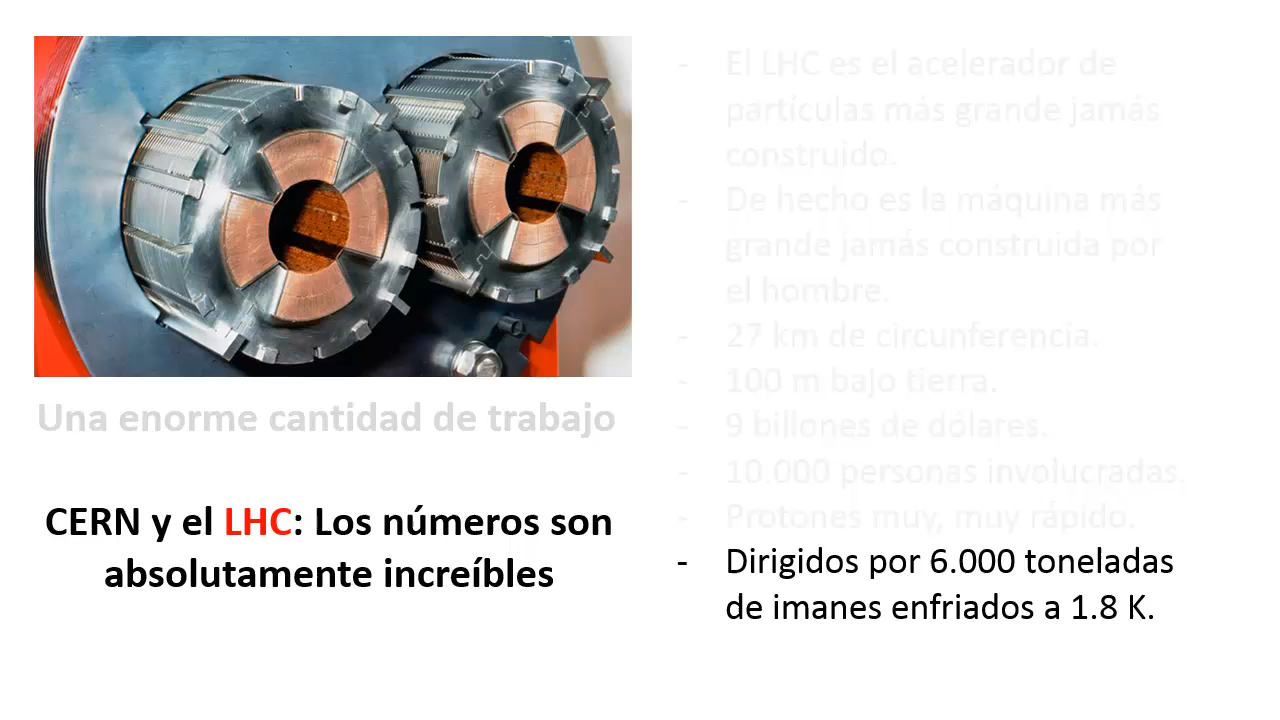 Una enorme cantidad de trabajo
CERN y el LHC: Los números son
absolutamente increíbles
- El LHC es el acelerador de
partículas más grande jamás
construido.
- De hecho es la máquina más
grande jamás construida por
el hombre.
- 27 km de circunferencia.
- 100 m bajo tierra.
- 9 billones de dólares.
- 10.000 personas involucradas.
- Protones muy, muy rápido.
- Dirigidos por 6.000 toneladas
de imanes enfriados a 1.8 K.